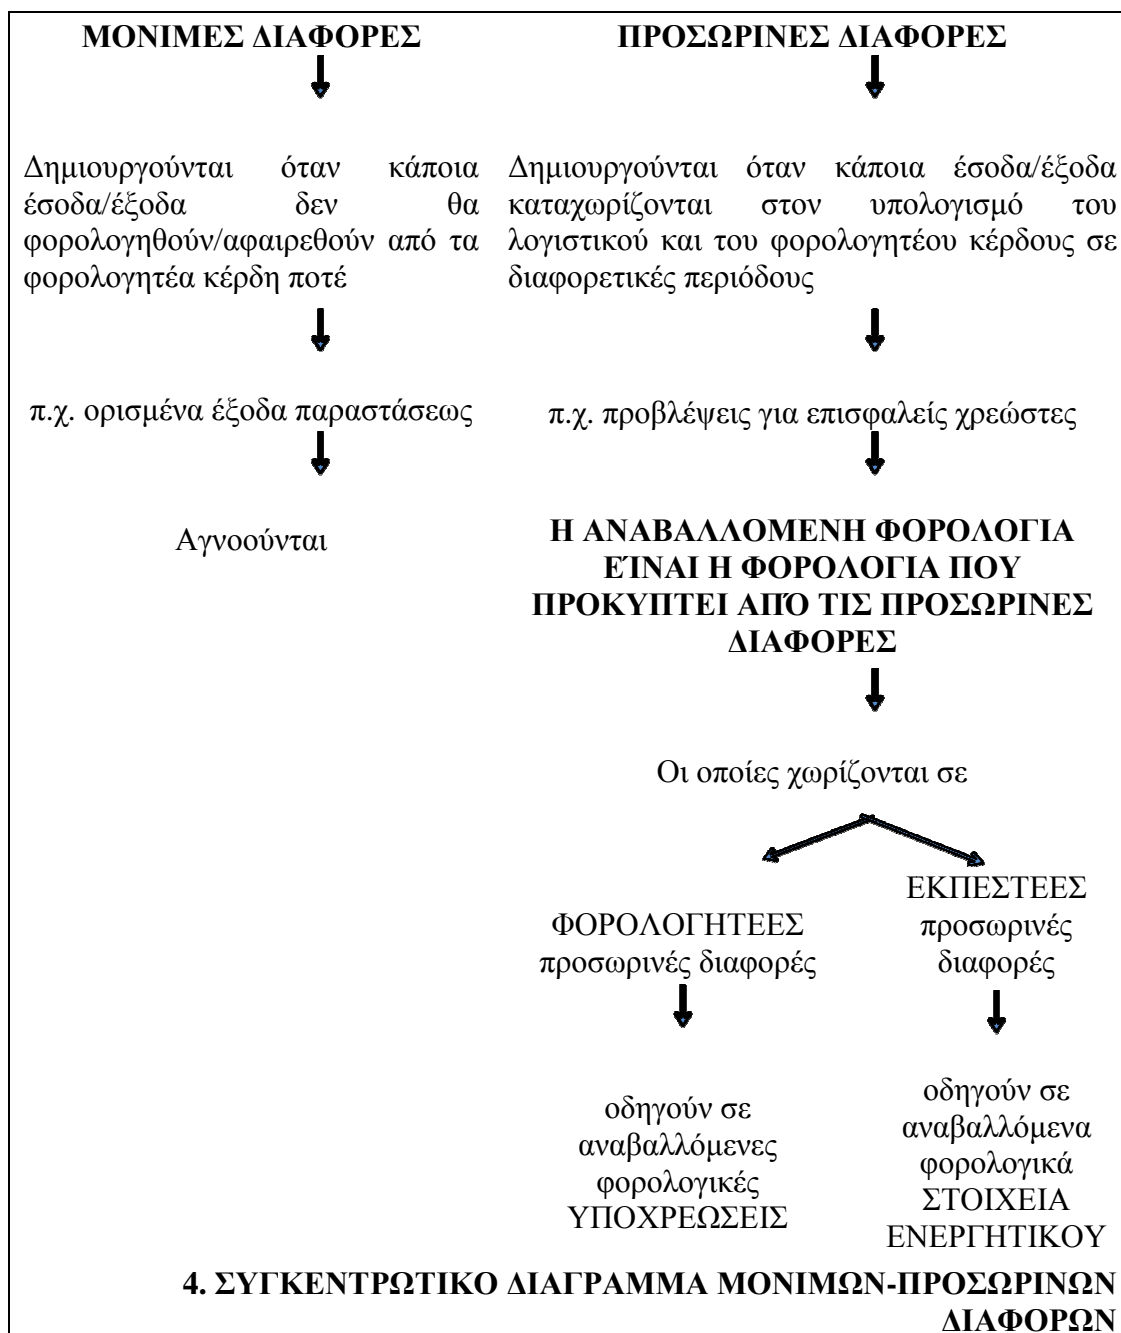 ΜΟΝΙΜΕΣ ΔΙΑΦΟΡΕΣ
Δημιουργούνται όταν κάποια
έσοδα/έξοδα δεν θα
φορολογηθούν/αφαιρεθούν από τα
φορολογητέα κέρδη ποτέ
π.χ. ορισμένα έξοδα παραστάσεως
Αγνοούνται
ΠΡΟΣΩΡΙΝΕΣ ΔΙΑΦΟΡΕΣ
Δημιουργούνται όταν κάποια έσοδα/έξοδα
καταχωρίζονται στον υπολογισμό του
λογιστικού και του φορολογητέου κέρδους σε
διαφορετικές περιόδους
π.χ. προβλέψεις για επισφαλείς χρεώστες
Η ΑΝΑΒΑΛΛΟΜΕΝΗ ΦΟΡΟΛΟΓΙΑ
ΕΊΝΑΙ Η ΦΟΡΟΛΟΓΙΑ ΠΟΥ
ΠΡΟΚΥΠΤΕΙ ΑΠΌ ΤΙΣ ΠΡΟΣΩΡΙΝΕΣ
ΔΙΑΦΟΡΕΣ
Οι οποίες χωρίζονται σε
ΦΟΡΟΛΟΓΗΤΕΕΣ
προσωρινές διαφορές
οδηγούν σε
αναβαλλόμενες
φορολογικές
ΥΠΟΧΡΕΩΣΕΙΣ
ΕΚΠΕΣΤΕΕΣ
προσωρινές
διαφορές
οδηγούν σε
αναβαλλόμενα
φορολογικά
ΣΤΟΙΧΕΙΑ
ΕΝΕΡΓΗΤΙΚΟΥ
4. ΣΥΓΚΕΝΤΡΩΤΙΚΟ ΔΙΑΓΡΑΜΜΑ ΜΟΝΙΜΩΝ-ΠΡΟΣΩΡΙΝΩΝ
ΔΙΑΦΟΡΩΝ